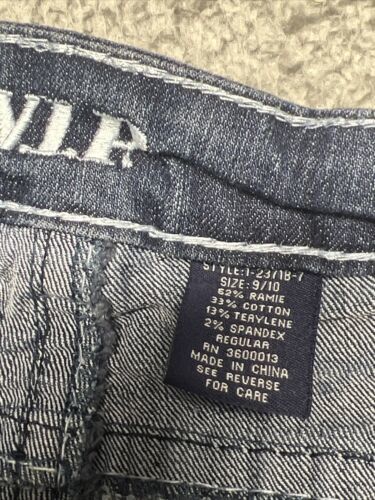 V.I.P.
STYLE:1-2371B-7
SIZE: 9/10
52% RAMIE
33% COTTON
13% TERYLENE
2% SPANDEX
REGULAR
RN 3600013
MADE IN CHINA
SEE REVERSE
FOR CARE